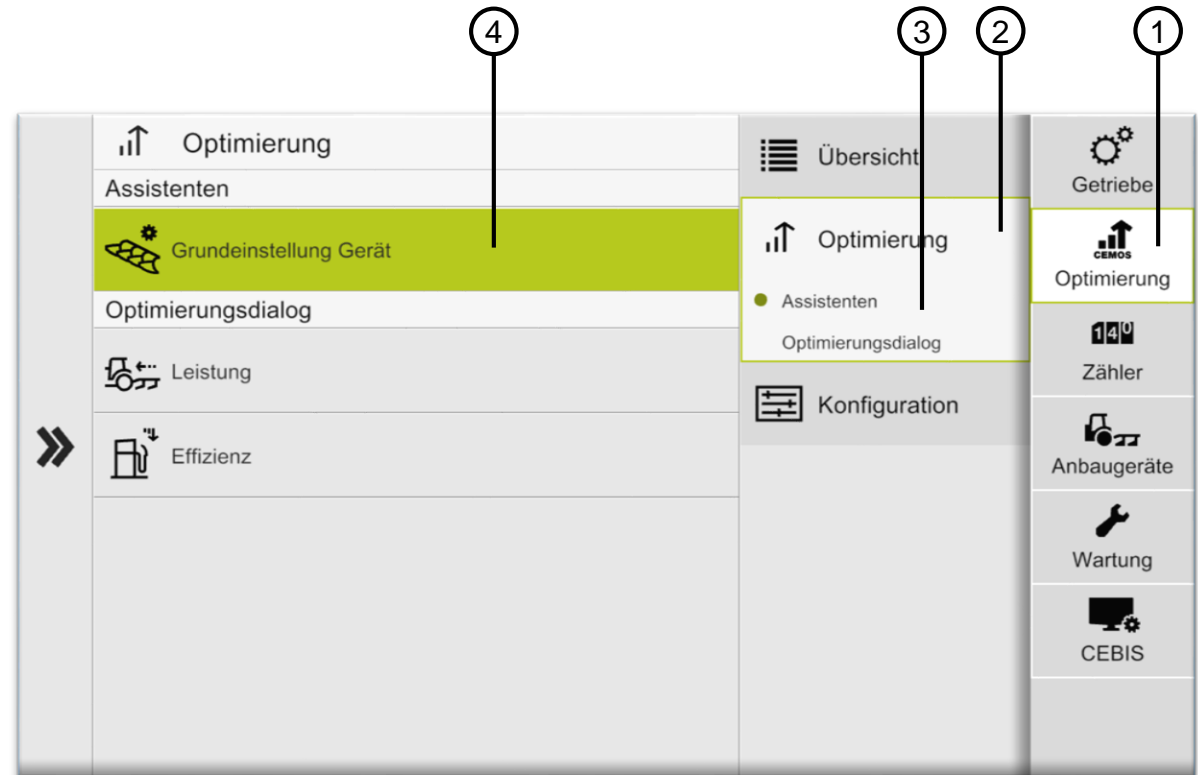 4
3
2
1
Optimierung
Assistenten
Grundeinstellung Gerät
Optimierungsdialog
Leistung
Effizienz
Übersicht
Optimierung
Assistenten
Optimierungsdialog
Konfiguration
Getriebe
CEMOS
Optimierung
140
Zähler
Anbaugeräte
Wartung
CEBIS